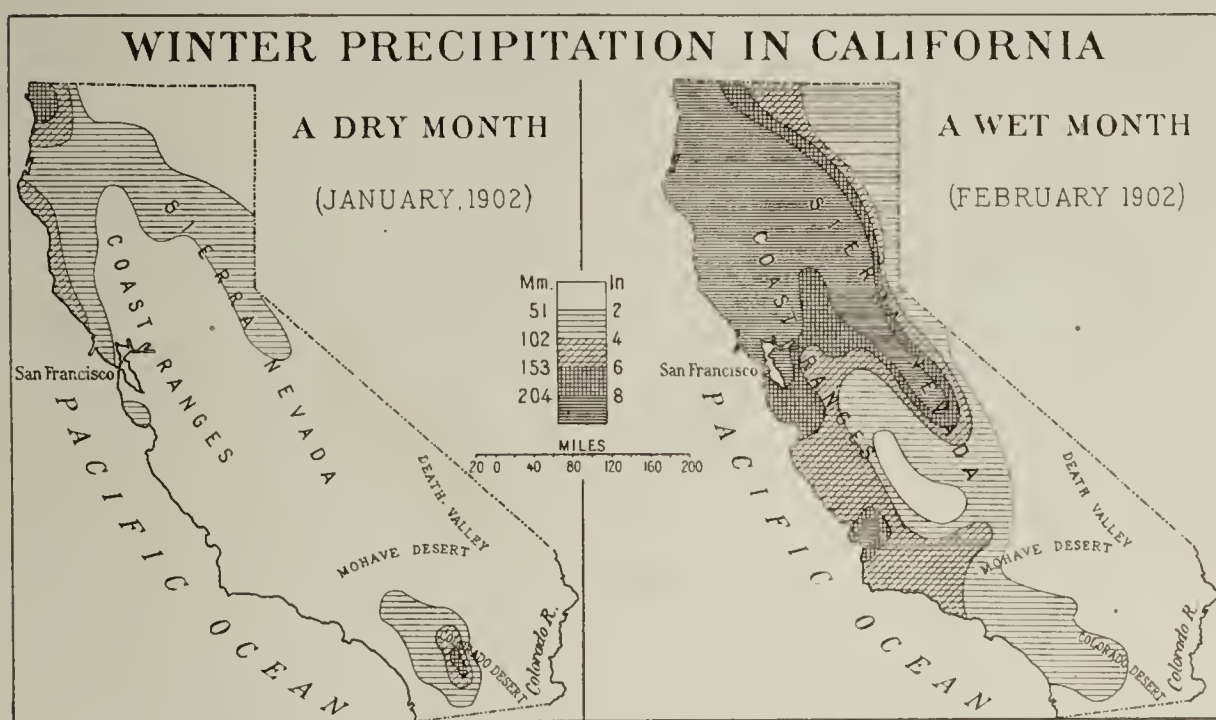 WINTER PRECIPITATION IN CALIFORNIA
A DRY MONTH
(JANUARY, 1902)
SIERRA NEVADA
COAST RANGES
San Francisco
PACIFIC OCEAN
DEATH. VALLEY
MOHAVE DESERT
COLORADO DESERT
Colorado R.
Mm. In
51 2
102 4
153 6
204 8
MILES
20 0 40 80 120 160 200
A WET MONTH
(FEBRUARY 1902)
SIERRA NEVADA
COAST RANGES
San Francisco
PACIFIC OCEAN
DEATH VALLEY
MOHAVE DESERT
COLORADO DESERT
Colorado R.